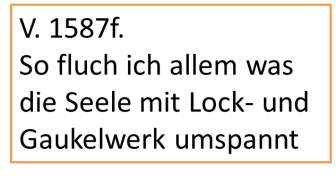 V. 1587f.
So fluch ich allem was
die Seele mit Lock- und
Gaukelwerk umspannt